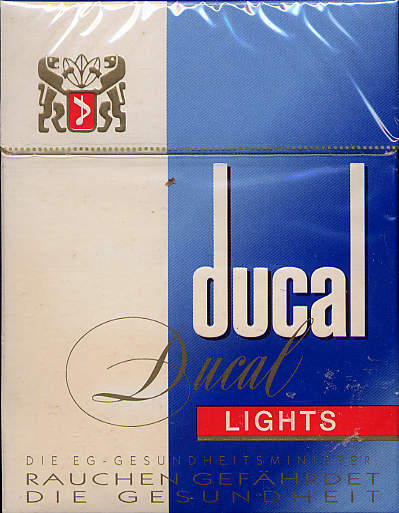 ducal
Ducal
LIGHTS
DIE EG-GESUNDHEITSMINISTER
RAUCHEN GEFÄHRDET
DIE GESUNDHEIT